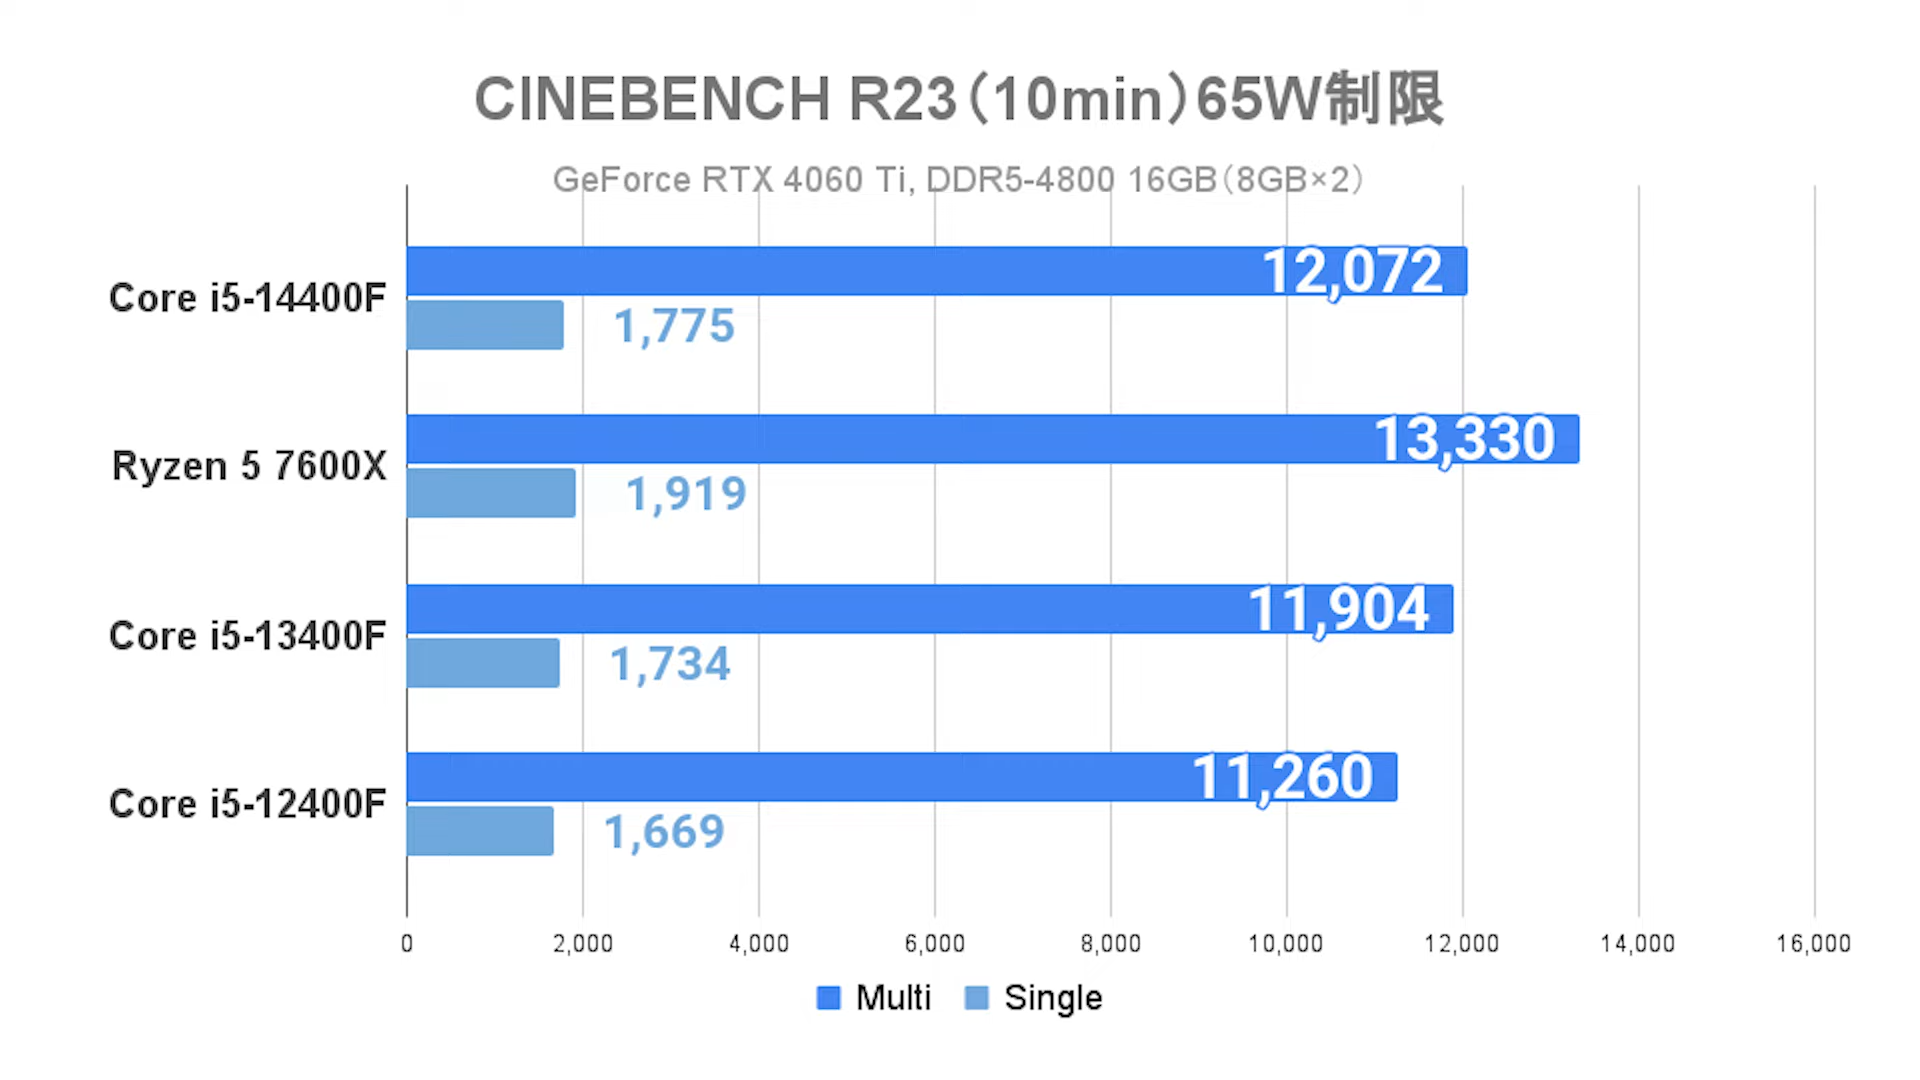 CINEBENCH R23（10min）65W制限
GeForce RTX 4060 Ti, DDR5-4800 16GB（8GB×2）
Core i5-14400F
12,072
1,775
Ryzen 5 7600X
13,330
1,919
Core i5-13400F
11,904
1,734
Core i5-12400F
11,260
1,669
0 2,000 4,000 6,000 8,000 10,000 12,000 14,000 16,000
Multi Single